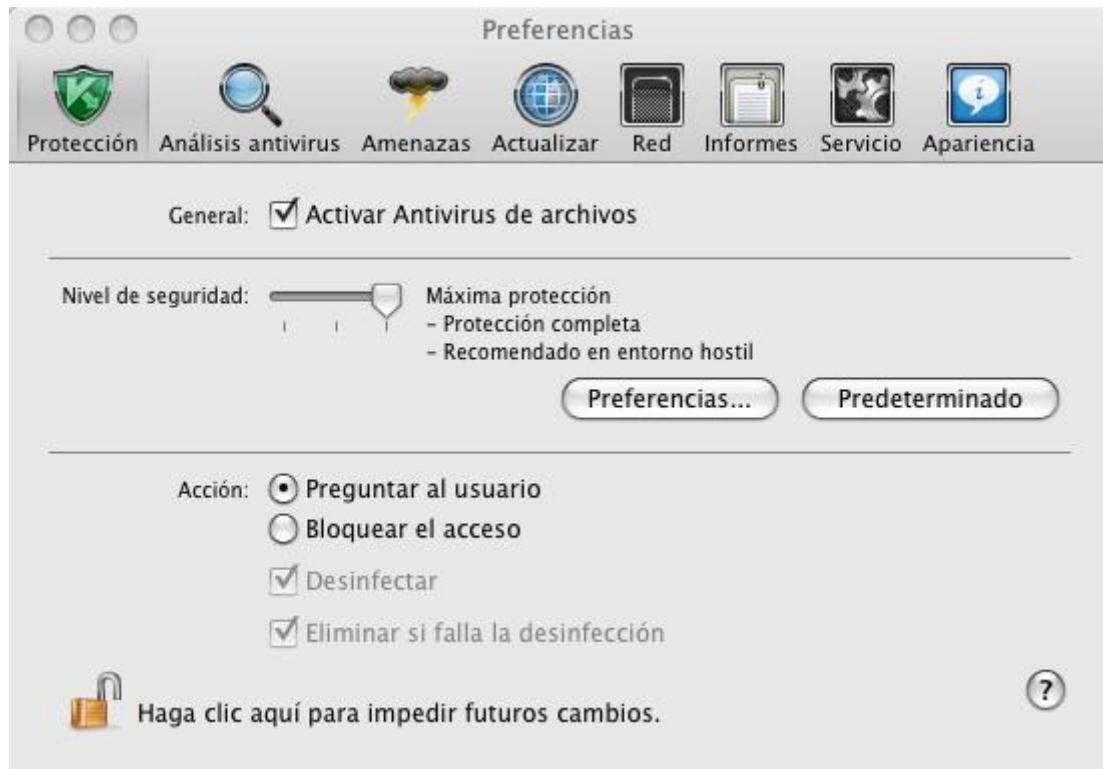 Preferencias
Protección Análisis antivirus Amenazas Actualizar Red Informes Servicio Apariencia
General: Activar Antivirus de archivos
Nivel de seguridad: Máxima protección
– Protección completa
– Recomendado en entorno hostil
Preferencias... Predeterminado
Acción: Preguntar al usuario
Bloquear el acceso
Desinfectar
Eliminar si falla la desinfección
?
Haga clic aquí para impedir futuros cambios.